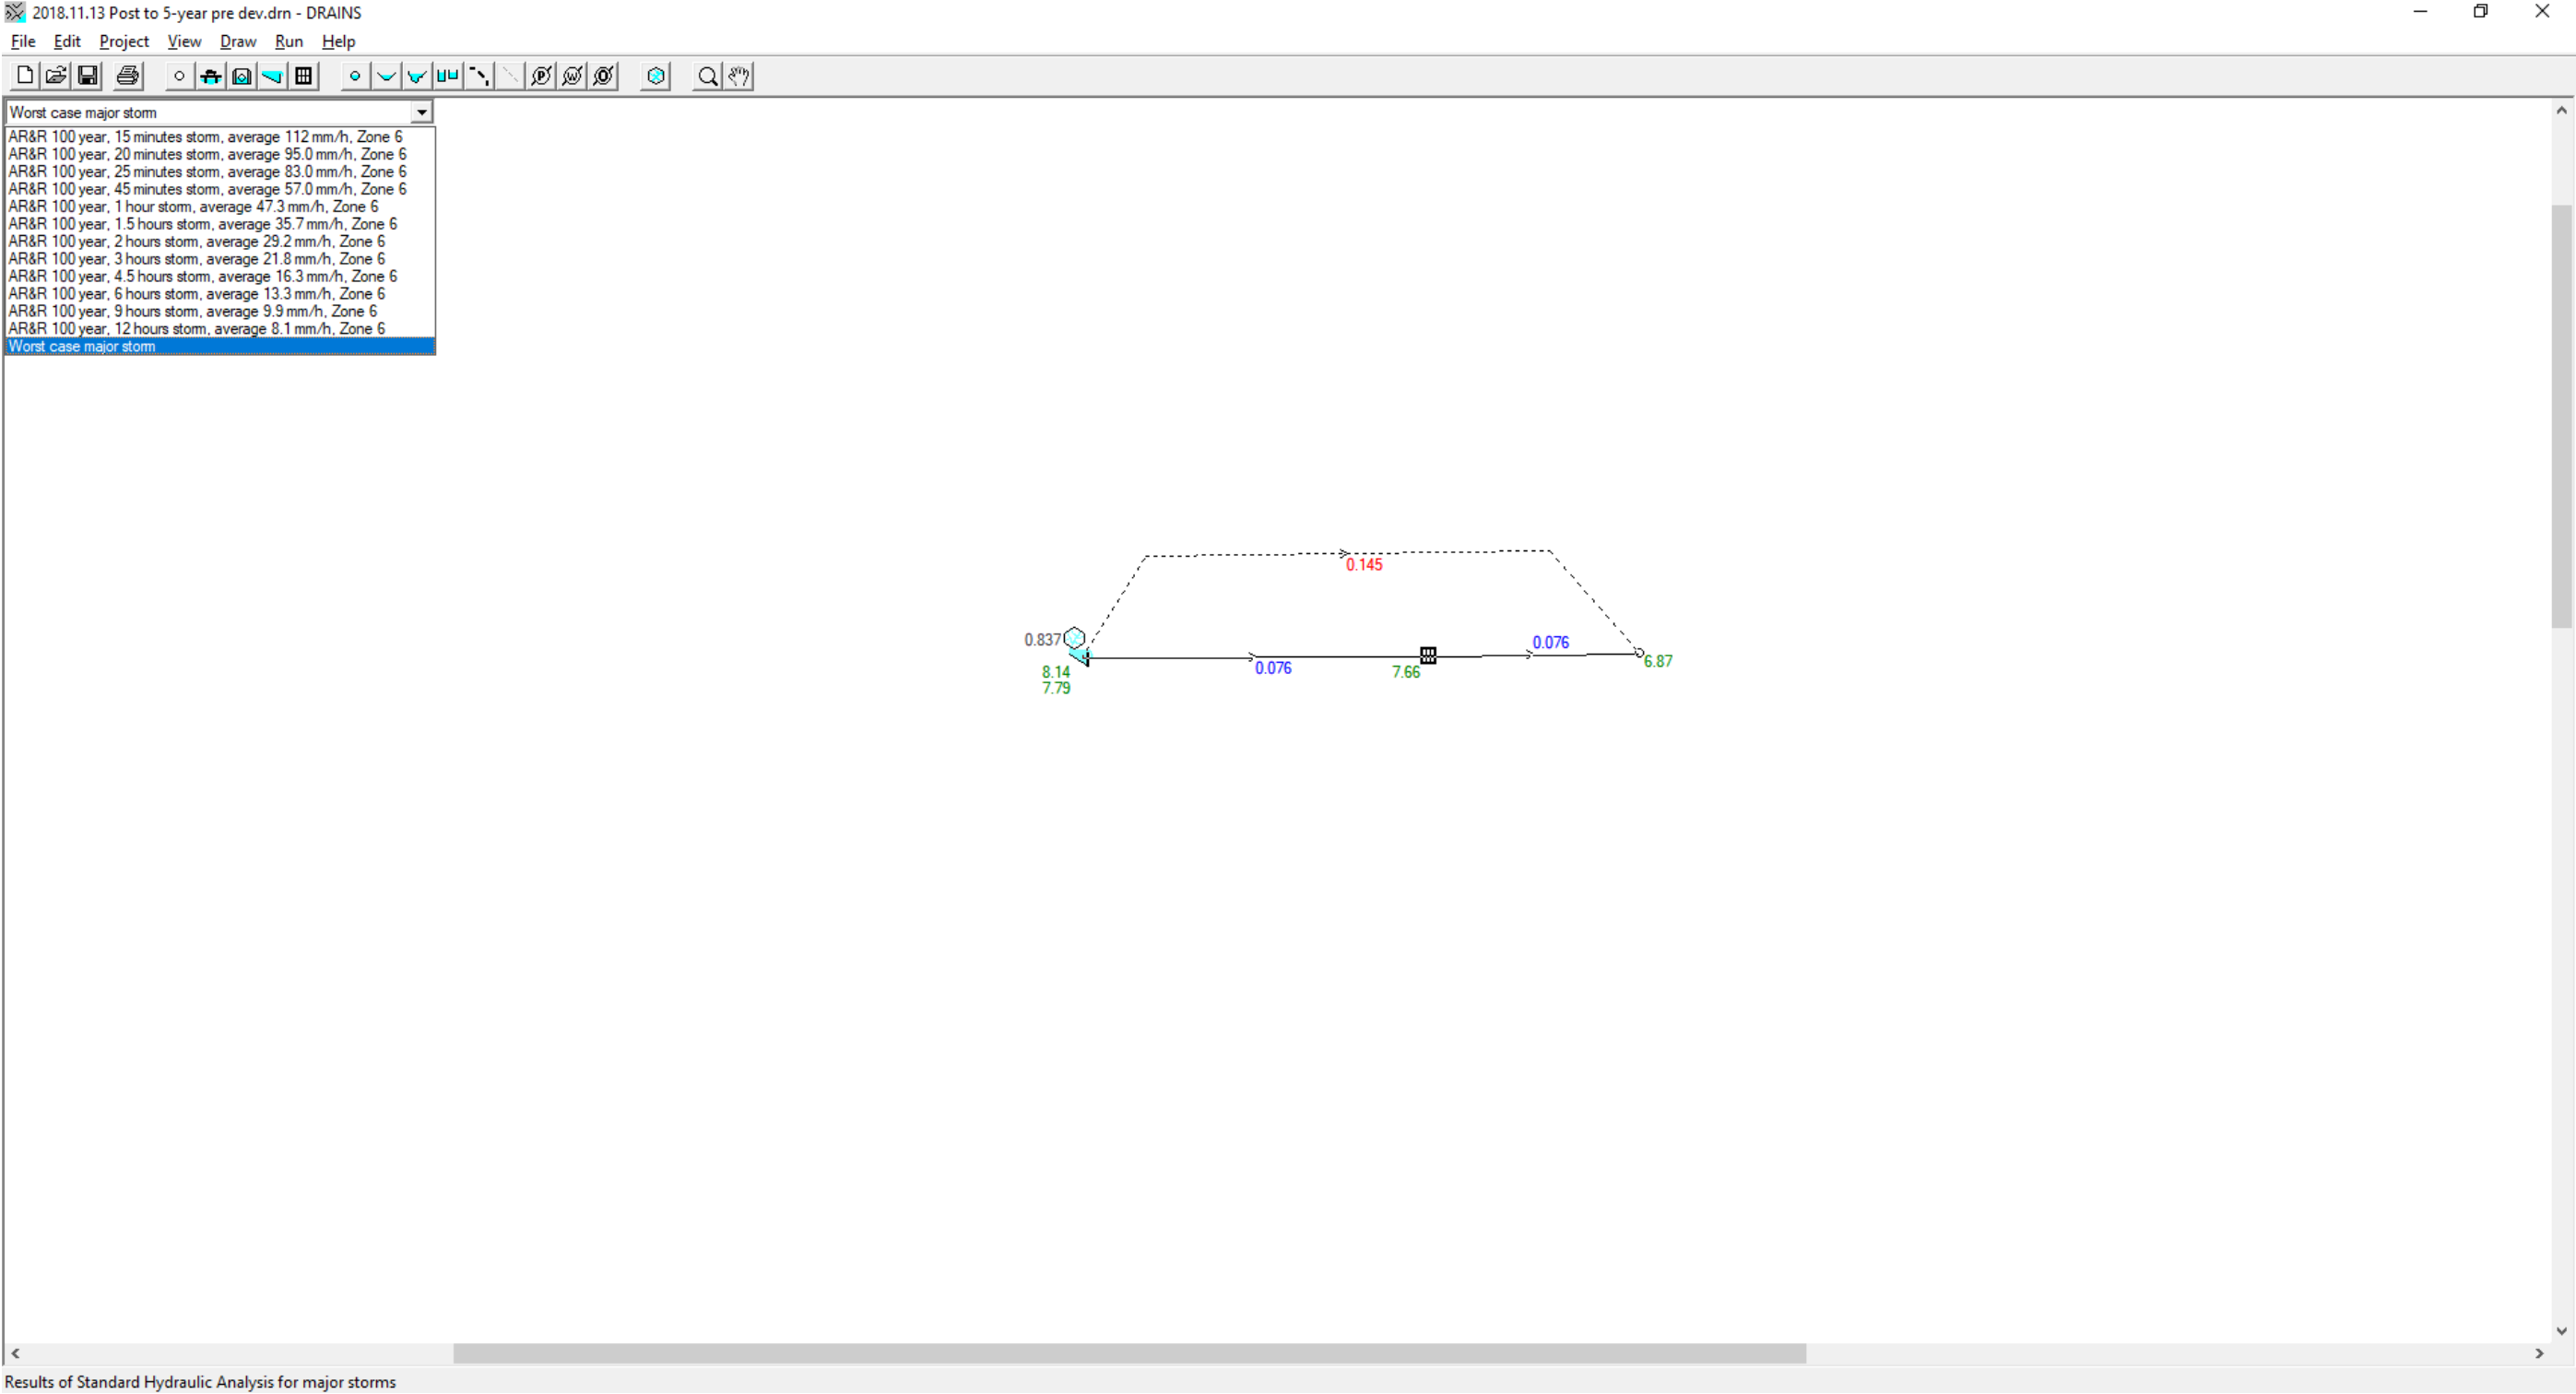 2018.11.13 Post to 5-year pre dev.drn - DRAINS
File Edit Project View Draw Run Help
P W O
Worst case major storm
AR&R 100 year, 15 minutes storm, average 112 mm/h, Zone 6
AR&R 100 year, 20 minutes storm, average 95.0 mm/h, Zone 6
AR&R 100 year, 25 minutes storm, average 83.0 mm/h, Zone 6
AR&R 100 year, 45 minutes storm, average 57.0 mm/h, Zone 6
AR&R 100 year, 1 hour storm, average 47.3 mm/h, Zone 6
AR&R 100 year, 1.5 hours storm, average 35.7 mm/h, Zone 6
AR&R 100 year, 2 hours storm, average 29.2 mm/h, Zone 6
AR&R 100 year, 3 hours storm, average 21.8 mm/h, Zone 6
AR&R 100 year, 4.5 hours storm, average 16.3 mm/h, Zone 6
AR&R 100 year, 6 hours storm, average 13.3 mm/h, Zone 6
AR&R 100 year, 9 hours storm, average 9.9 mm/h, Zone 6
AR&R 100 year, 12 hours storm, average 8.1 mm/h, Zone 6
Worst case major storm
0.145
0.837
0.076
6.87
0.076
8.14
7.66
7.79
Results of Standard Hydraulic Analysis for major storms